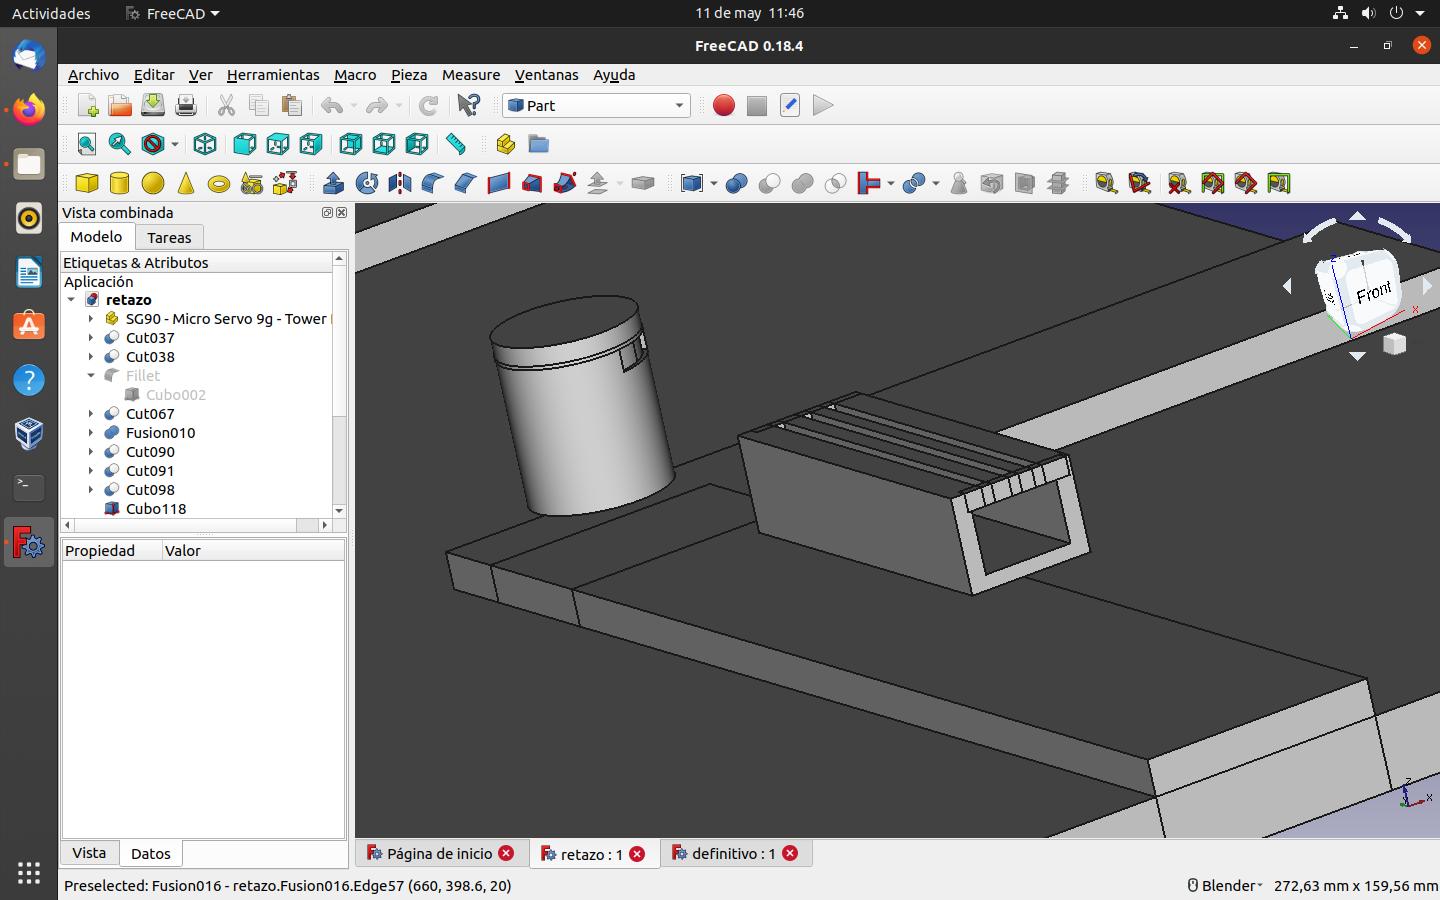 Actividades
FreeCAD
11 de may 11:46
FreeCAD 0.18.4
Archivo Editar Ver Herramientas Macro Pieza Measure Ventanas Ayuda
Part
Vista combinada
Modelo Tareas
Etiquetas & Atributos
Aplicación
retazo
SG90 - Micro Servo 9g - Tower
Cut037
Cut038
Fillet
Cubo002
Cut067
Fusion010
Cut090
Cut091
Cut098
Cubo118
Propiedad Valor
Vista Datos
Front
X
Z
X
Página de inicio
retazo : 1
definitivo : 1
Preselected: Fusion016 - retazo.Fusion016.Edge57 (660, 398.6, 20)
Blender
272,63 mm x 159,56 mm